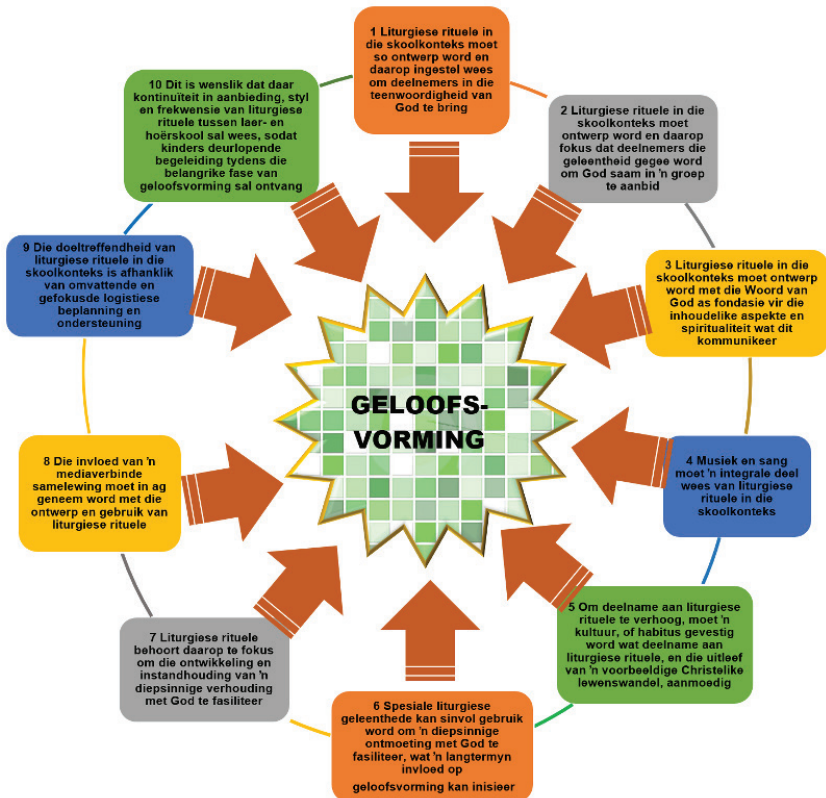 1 Liturgiese rituele in
die skoolkonteks moet
so ontwerp word en
daarop ingestel wees
om deelnemers in die
teenwoordigheid van
God te bring
2 Liturgiese rituele in die
skoolkonteks moet
ontwerp word en daarop
fokus dat deelnemers die
geleentheid gegee word
om God saam in 'n groep
te aanbid
3 Liturgiese rituele in die
skoolkonteks moet ontwerp
word met die Woord van
God as fondasie vir die
inhoudelike aspekte en
spiritualiteit wat dit
kommunikeer
4 Musiek en sang
moet 'n integrale deel
wees van liturgiese
rituele in die
skoolkonteks
5 Om deelname aan liturgiese
rituele te verhoog, moet 'n
kultuur, of habitus gevestig
word wat deelname aan
liturgiese rituele, en die uitleef
van 'n voorbeeldige Christelike
lewenswandel, aanmoedig
6 Spesiale liturgiese
geleenthede kan sinvol gebruik
word om 'n diepsinnige
ontmoeting met God te
fasiliteer, wat 'n langtermyn
invloed op
geloofsvorming kan inisieer
7 Liturgiese rituele
behoort daarop te fokus
om die ontwikkeling en
instandhouding van 'n
diepsinnige verhouding
met God te fasiliteer
8 Die invloed van 'n
mediaverbinde
samelewing moet in ag
geneem word met die
ontwerp en gebruik van
liturgiese rituele
9 Die doeltreffendheid van
liturgiese rituele in die
skoolkonteks is afhanklik
van omvattende en
gefokusde logistiese
beplanning en
ondersteuning
10 Dit is wenslik dat daar
kontinuïteit in aanbieding, styl
en frekwensie van liturgiese
rituele tussen laer- en
hoërskool sal wees, sodat
kinders deurlopende
begeleiding tydens die
belangrike fase van
geloofsvorming sal ontvang
GELOOFS-
VORMING